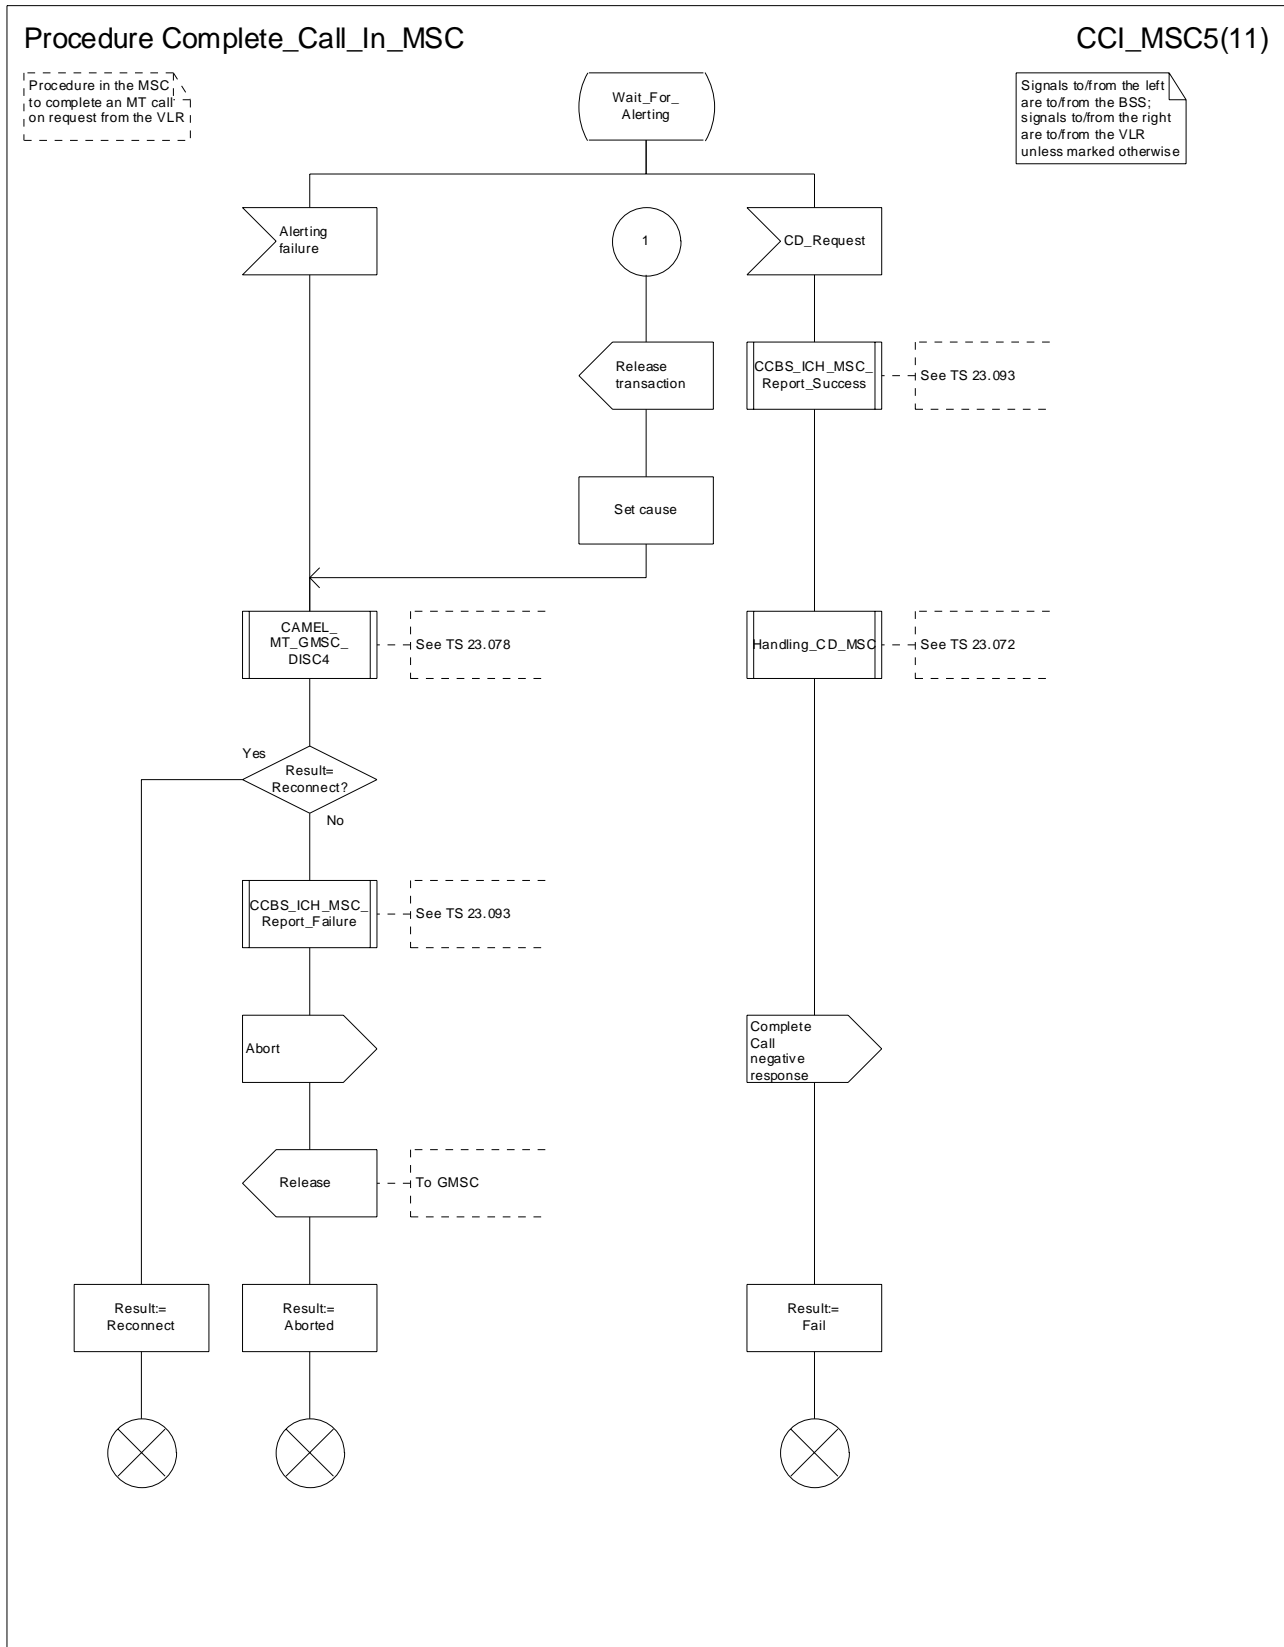 Procedure Complete_Call_In_MSC
CCI_MSC5(11)
Procedure in the MSC
to complete an MT call
on request from the VLR
Wait_For_
Alerting
Signals to/from the left
are to/from the BSS;
signals to/from the right
are to/from the VLR
unless marked otherwise
Alerting
failure
1
CD_Request
Release
transaction
CCBS_ICH_MSC_
Report_Success
See TS 23.093
Set cause
CAMEL_
MT_GMSC_
DISC4
See TS 23.078
Handling_CD_MSC
See TS 23.072
Yes
Result=
Reconnect?
No
CCBS_ICH_MSC_
Report_Failure
See TS 23.093
Abort
Complete
Call
negative
response
Release
To GMSC
Result:=
Reconnect
Result:=
Aborted
Result:=
Fail